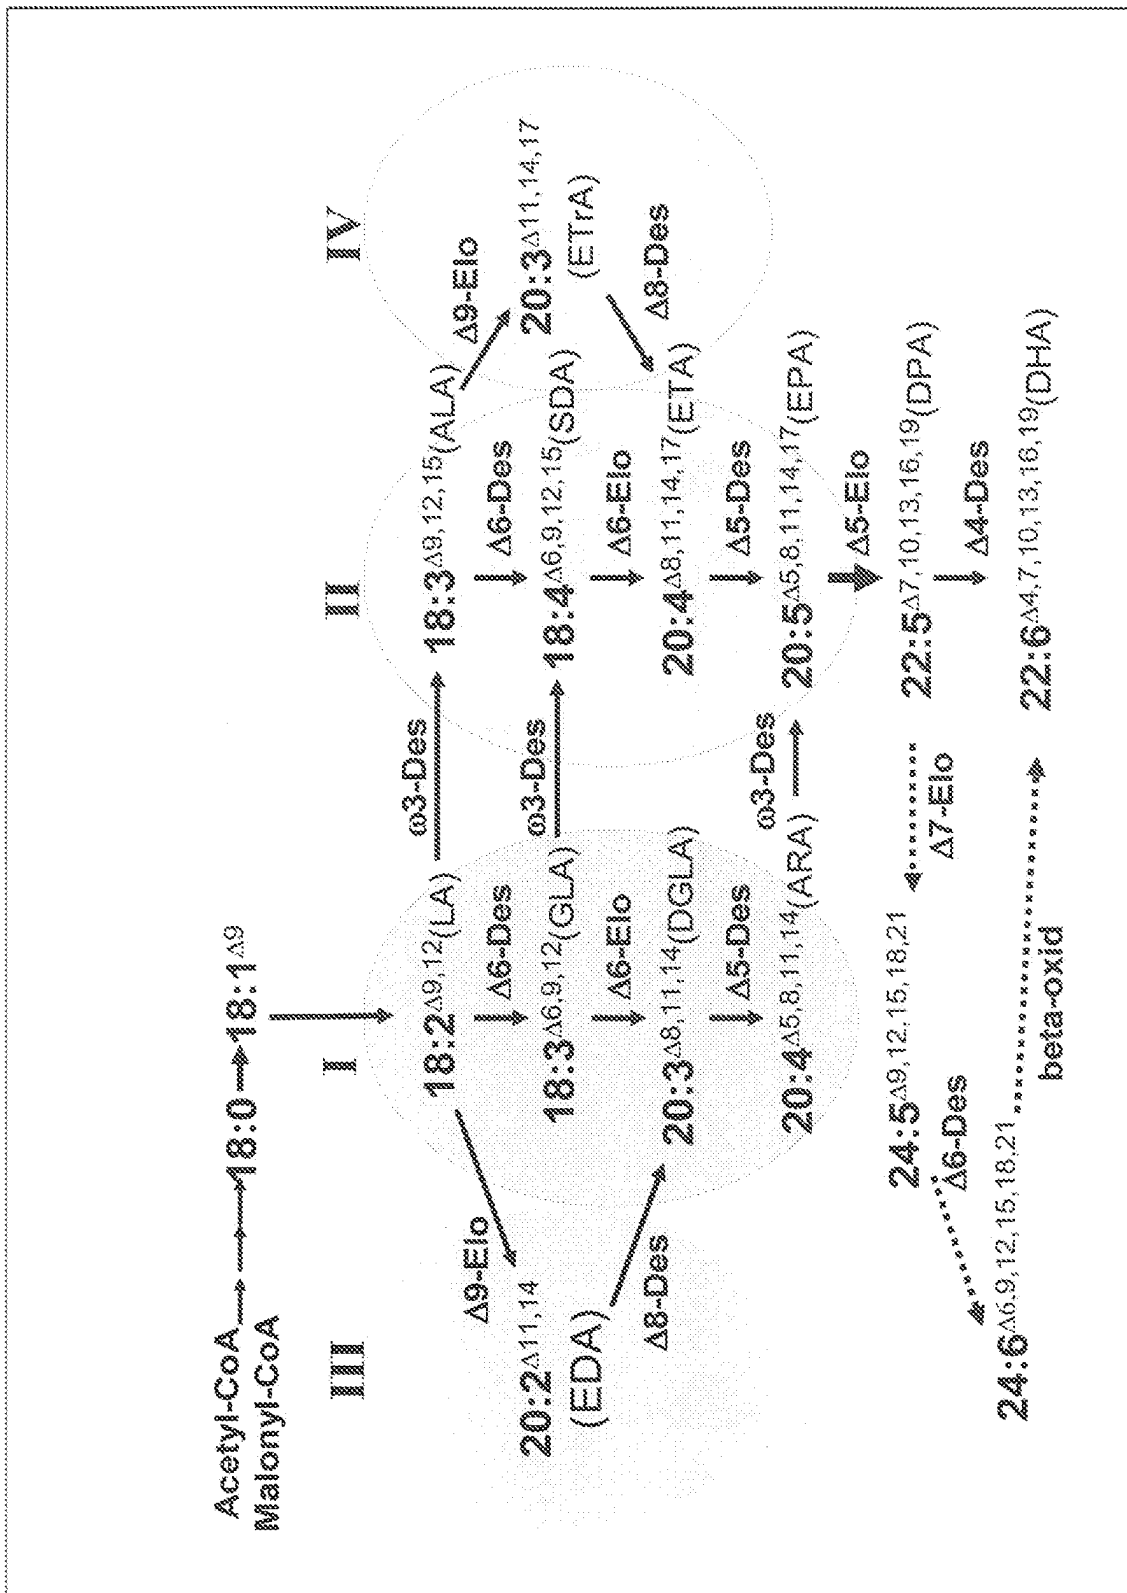 Acetyl-CoA
Malonyl-CoA
18:0
18:1Δ9
III
I
II
IV
18:2Δ9,12(LA)
ω3-Des
18:3Δ9,12,15(ALA)
Δ9-Elo
Δ6-Des
Δ6-Des
Δ9-Elo
20:2Δ11,14
(EDA)
18:3Δ6,9,12(GLA)
ω3-Des
18:4Δ6,9,12,15(SDA)
20:3Δ11,14,17
(ETrA)
Δ8-Des
Δ6-Elo
Δ6-Elo
Δ8-Des
20:3Δ8,11,14(DGLA)
20:4Δ8,11,14,17(ETA)
Δ5-Des
Δ5-Des
20:4Δ5,8,11,14(ARA)
ω3-Des
20:5Δ5,8,11,14,17(EPA)
Δ5-Elo
24:5Δ9,12,15,18,21
Δ7-Elo
22:5Δ7,10,13,16,19(DPA)
Δ6-Des
Δ4-Des
24:6Δ6,9,12,15,18,21
beta-oxid
22:6Δ4,7,10,13,16,19(DHA)